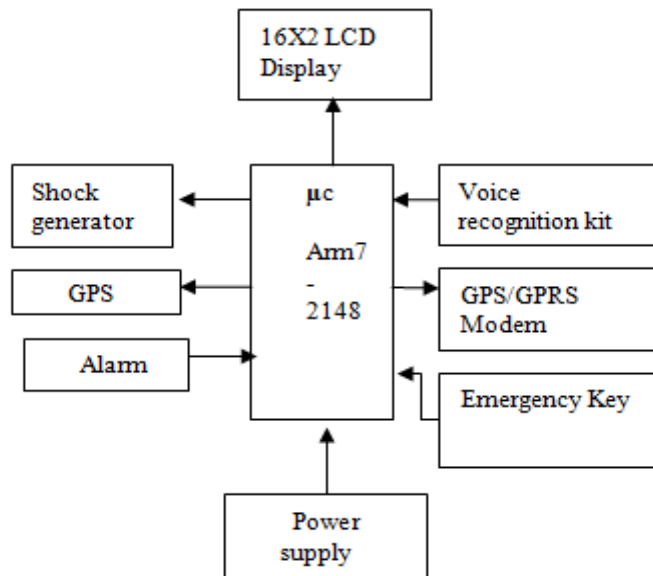 16X2 LCD
Display
Shock
generator
µc
Arm7
-
2148
Voice
recognition kit
GPS
GPS/GPRS
Modem
Alarm
Emergency Key
Power
supply